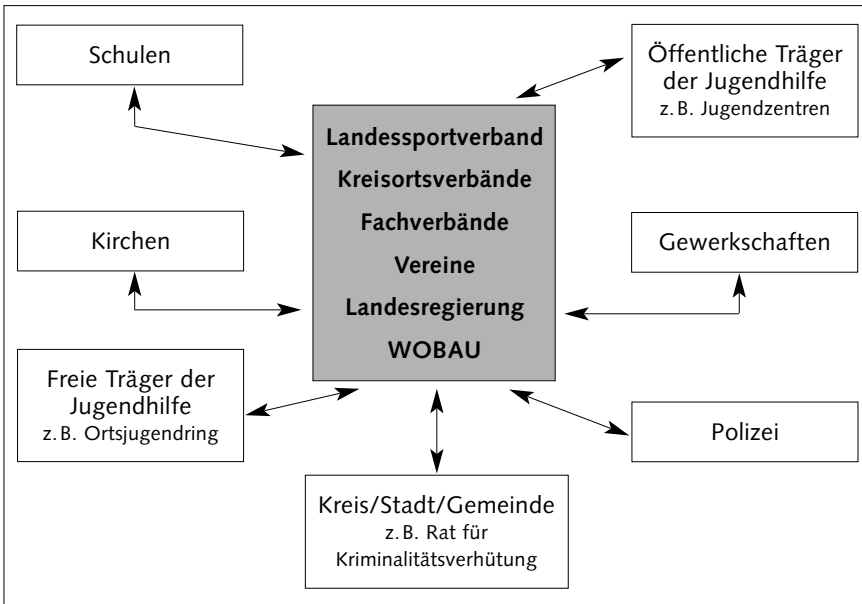 Schulen
Öffentliche Träger
der Jugendhilfe
z. B. Jugendzentren
Landessportverband
Kreisortsverbände
Fachverbände
Vereine
Landesregierung
WOBAU
Kirchen
Gewerkschaften
Freie Träger der
Jugendhilfe
z. B. Ortsjugendring
Polizei
Kreis/Stadt/Gemeinde
z. B. Rat für
Kriminalitätsverhütung